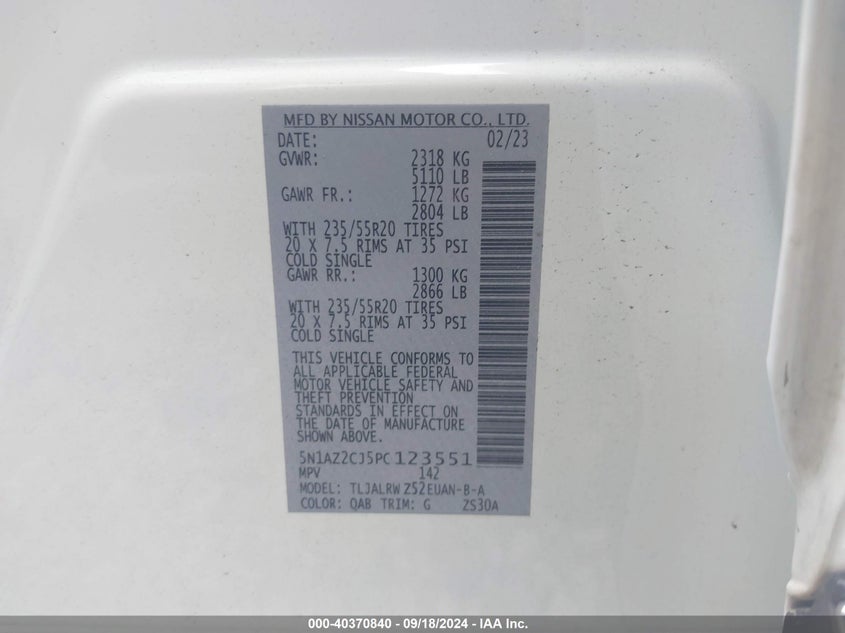 MFD BY NISSAN MOTOR CO., LTD.
DATE: 02/23
GVWR: 2318 KG
5110 LB
GAWR FR.: 1272 KG
2804 LB
WITH 235/55R20 TIRES
20 X 7.5 RIMS AT 35 PSI
COLD SINGLE
GAWR RR.: 1300 KG
2866 LB
WITH 235/55R20 TIRES
20 X 7.5 RIMS AT 35 PSI
COLD SINGLE
THIS VEHICLE CONFORMS TO
ALL APPLICABLE FEDERAL
MOTOR VEHICLE SAFETY AND
THEFT PREVENTION
STANDARDS IN EFFECT ON
THE DATE OF MANUFACTURE
SHOWN ABOVE.
5N1AZ2CJ5PC123551
MPV 142
MODEL: TLJALRW Z52EUAN-B-A
COLOR: QAB TRIM: G ZS30A
000-40370840 - 09/18/2024 - IAA Inc.